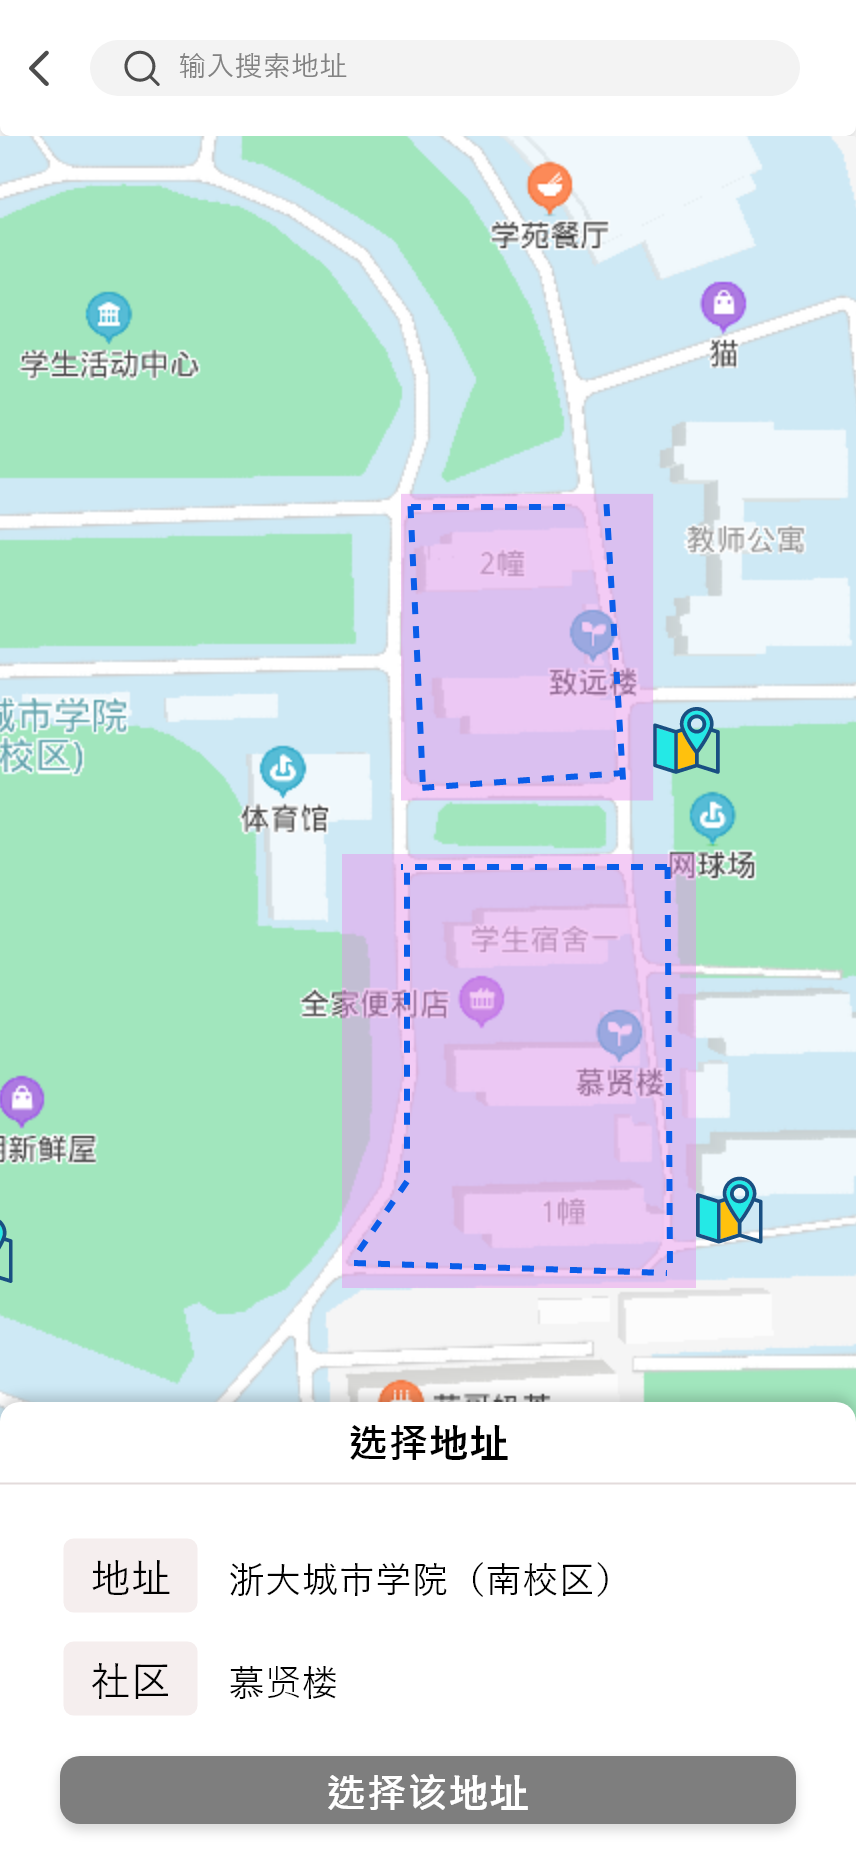 输入搜索地址
学苑餐厅
学生活动中心
猫
教师公寓
2幢
致远楼
城市学院
校区)
体育馆
网球场
学生宿舍一
全家便利店
慕贤楼
新鲜屋
1幢
选择地址
地址
浙大城市学院（南校区）
社区
慕贤楼
选择该地址